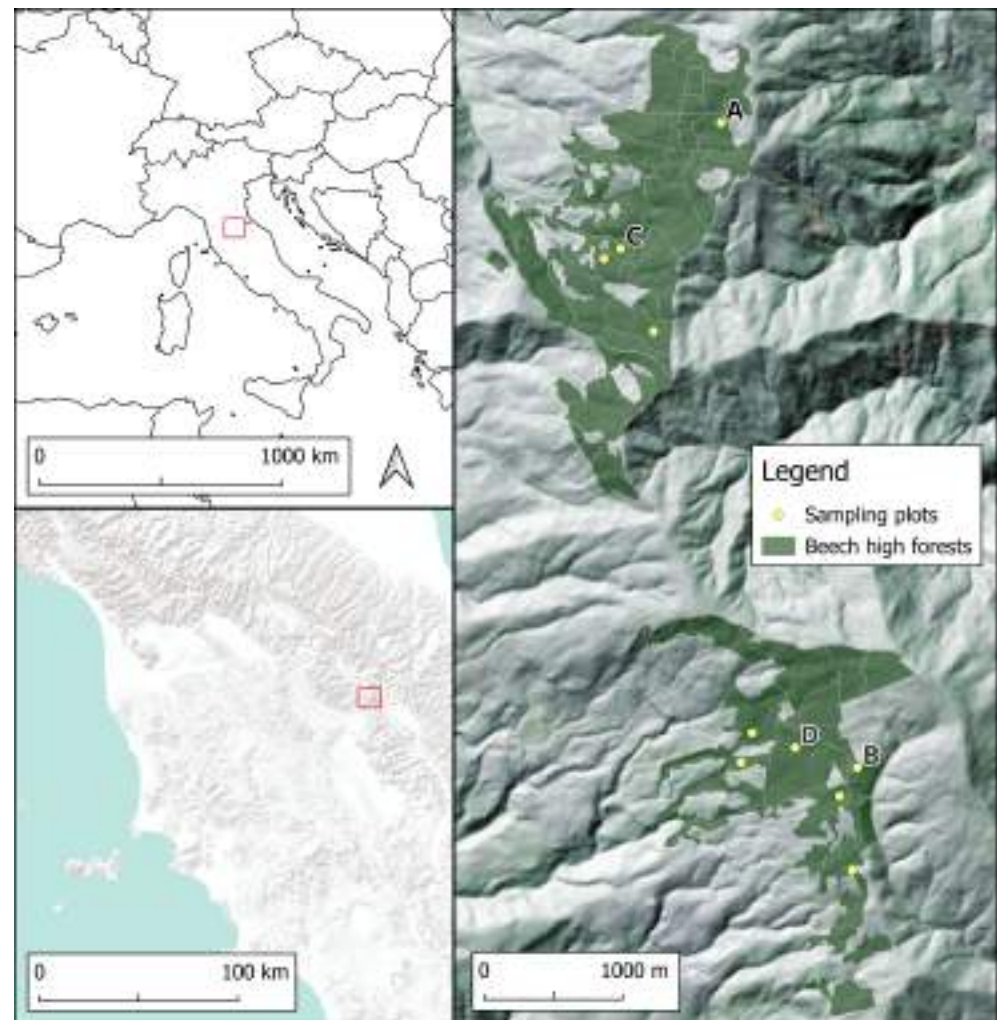 0 1000 km
0 100 km
A
C
Legend
Sampling plots
Beech high forests
D
B
0 1000 m